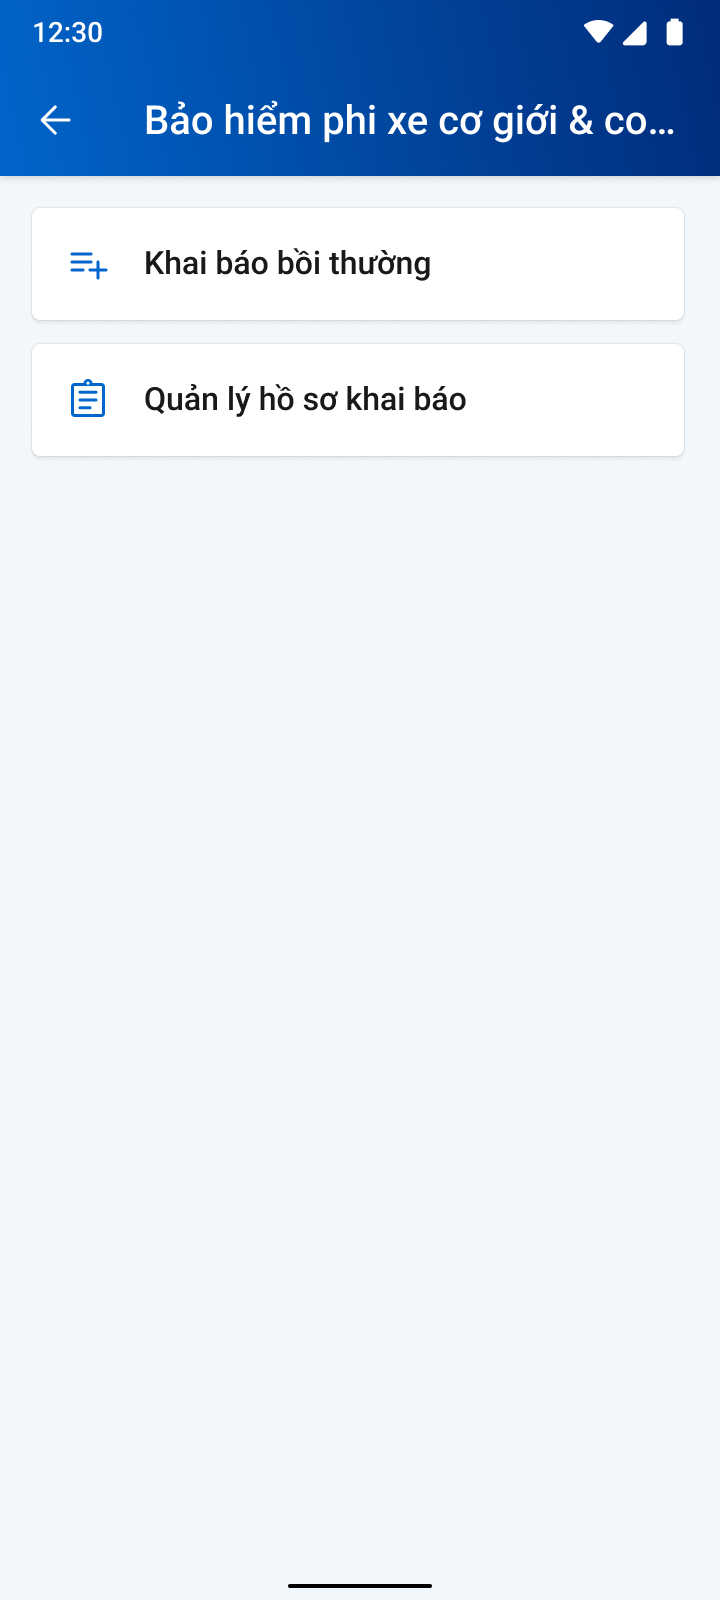 12:30
Bảo hiểm phi xe cơ giới & co...
Khai báo bồi thường
Quản lý hồ sơ khai báo